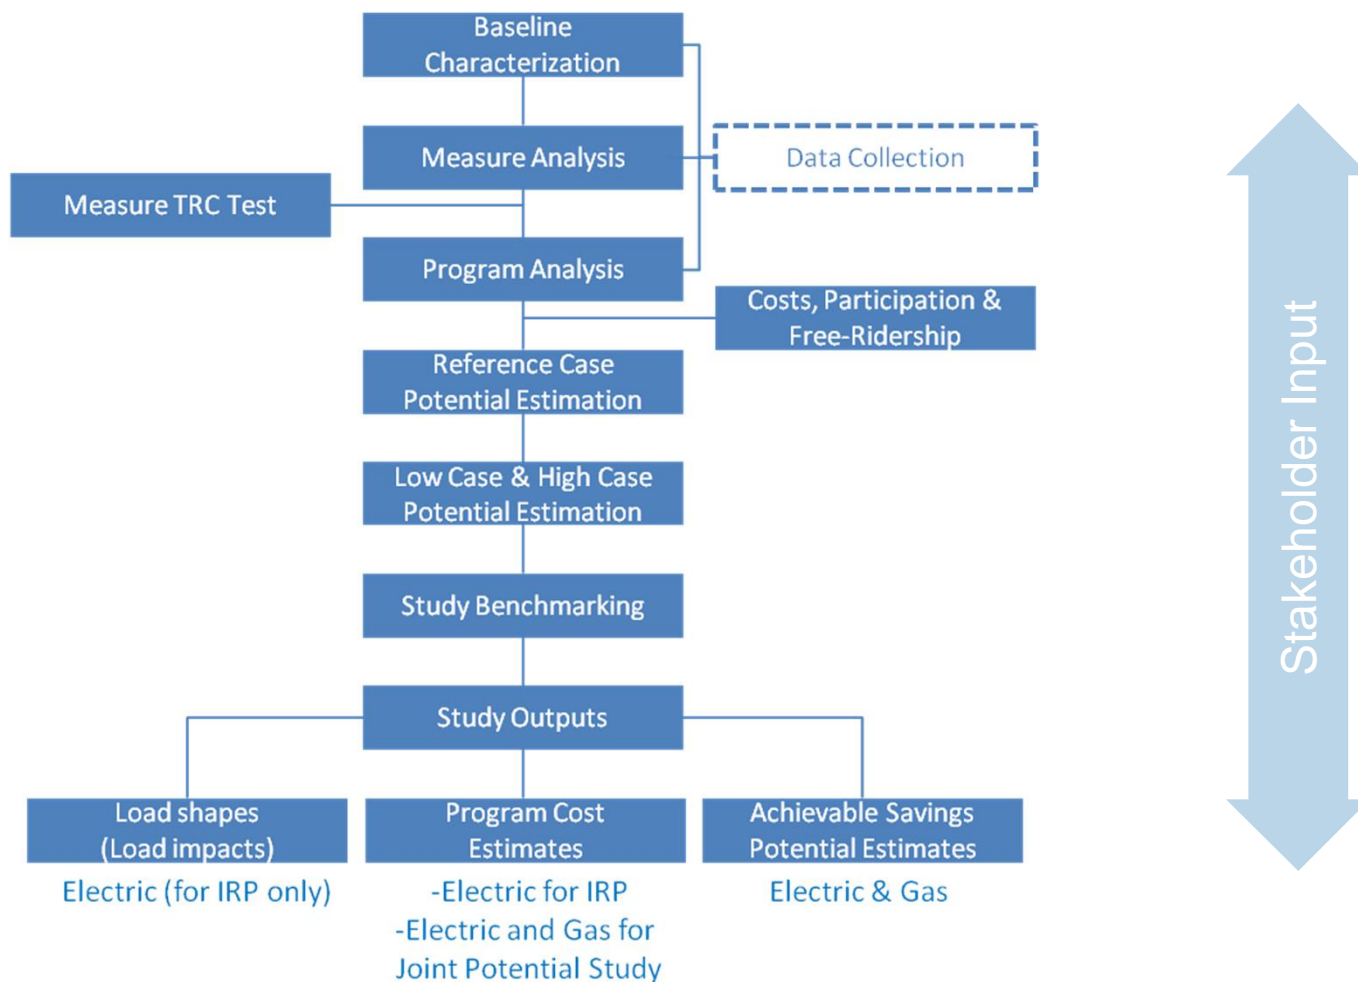 Baseline
Characterization
Measure Analysis
Data Collection
Measure TRC Test
Program Analysis
Costs, Participation &
Free-Ridership
Reference Case
Potential Estimation
Low Case & High Case
Potential Estimation
Study Benchmarking
Study Outputs
Load shapes
(Load impacts)
Program Cost
Estimates
Achievable Savings
Potential Estimates
Electric (for IRP only)
-Electric for IRP
-Electric and Gas for
Joint Potential Study
Electric & Gas
Stakeholder Input